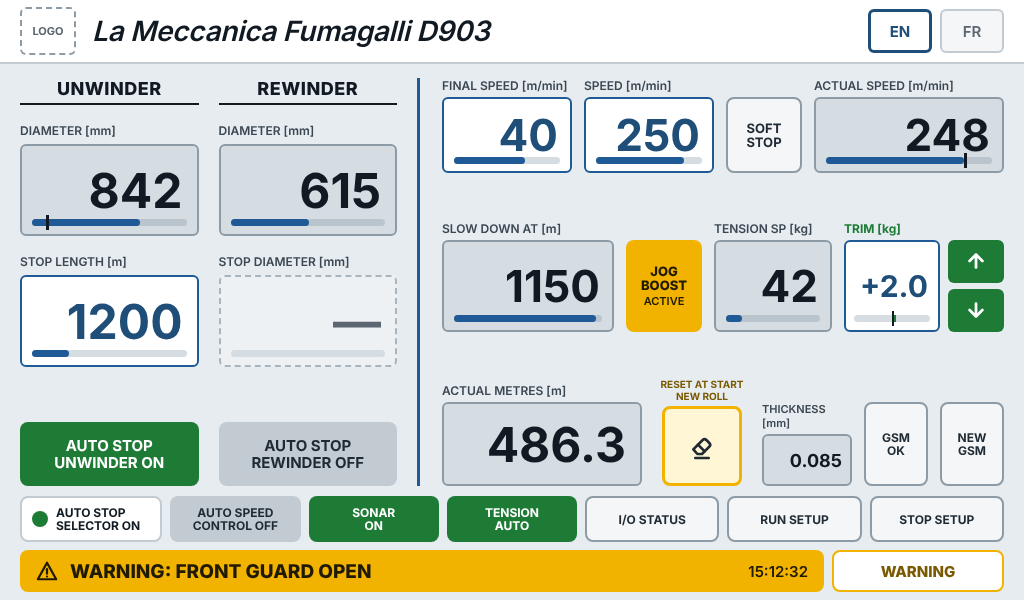 LOGO
La Meccanica Fumagalli D903
EN
FR
UNWINDER
REWINDER
DIAMETER [mm]
842
DIAMETER [mm]
615
STOP LENGTH [m]
1200
STOP DIAMETER [mm]
—
AUTO STOP
UNWINDER ON
AUTO STOP
REWINDER OFF
FINAL SPEED [m/min]
40
SPEED [m/min]
250
SOFT
STOP
ACTUAL SPEED [m/min]
248
SLOW DOWN AT [m]
1150
JOG
BOOST
ACTIVE
TENSION SP [kg]
42
TRIM [kg]
+2.0
ACTUAL METRES [m]
486.3
RESET AT START
NEW ROLL
THICKNESS
[mm]
0.085
GSM
OK
NEW
GSM
AUTO STOP
SELECTOR ON
AUTO SPEED
CONTROL OFF
SONAR
ON
TENSION
AUTO
I/O STATUS
RUN SETUP
STOP SETUP
WARNING: FRONT GUARD OPEN
15:12:32
WARNING